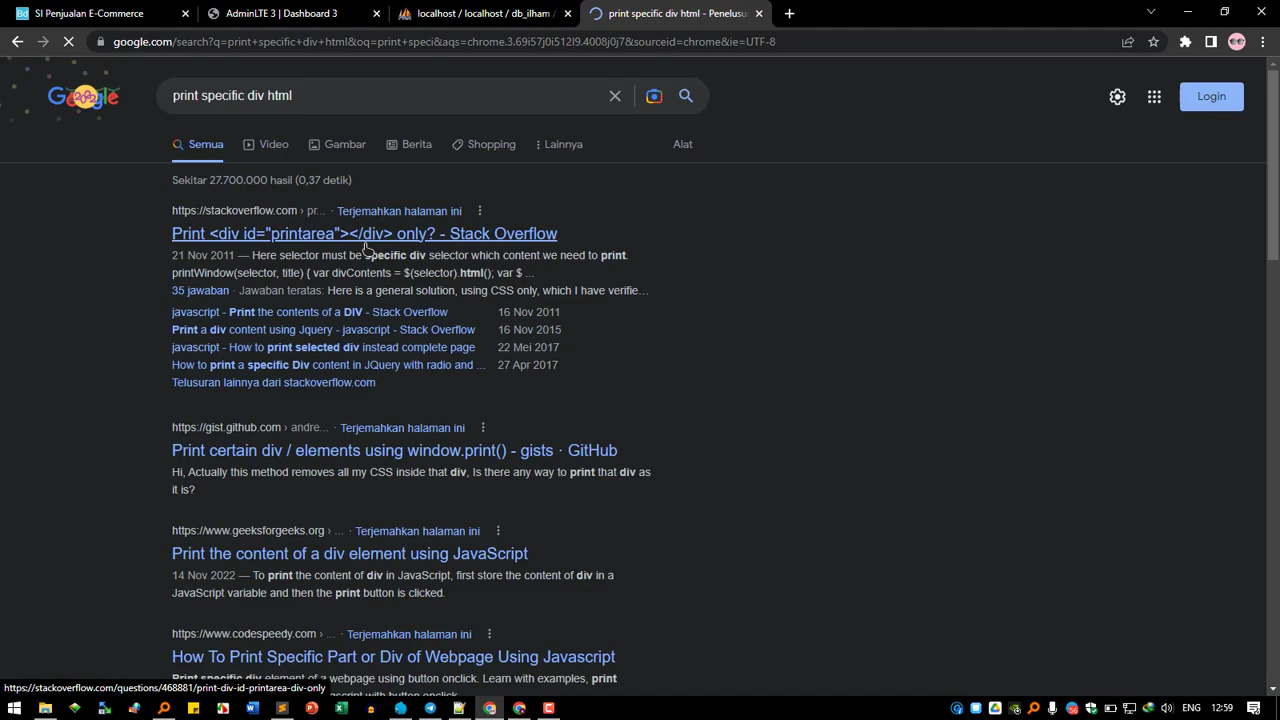 SI Penjualan E-Commerce
AdminLTE 3 | Dashboard 3
localhost / localhost / db_ilham /
print specific div html - Penelusu
google.com/search?q=print+specific+div+html&oq=print+speci&aqs=chrome.3.69i57j0i512l9.4008j0j7&sourceid=chrome&ie=UTF-8
Google
print specific div html
Login
Semua
Video
Gambar
Berita
Shopping
Lainnya
Alat
Sekitar 27.700.000 hasil (0,37 detik)
https://stackoverflow.com › pr... · Terjemahkan halaman ini
Print <div id="printarea"></div> only? - Stack Overflow
21 Nov 2011 — Here selector must be specific div selector which content we need to print.
printWindow(selector, title) { var divContents = $(selector).html(); var $ ...
35 jawaban · Jawaban teratas: Here is a general solution, using CSS only, which I have verifie...
javascript - Print the contents of a DIV - Stack Overflow 16 Nov 2011
Print a div content using Jquery - javascript - Stack Overflow 16 Nov 2015
javascript - How to print selected div instead complete page 22 Mei 2017
How to print a specific Div content in JQuery with radio and ... 27 Apr 2017
Telusuran lainnya dari stackoverflow.com
https://gist.github.com › andre... · Terjemahkan halaman ini
Print certain div / elements using window.print() - gists · GitHub
Hi, Actually this method removes all my CSS inside that div, Is there any way to print that div as
it is?
https://www.geeksforgeeks.org › ... · Terjemahkan halaman ini
Print the content of a div element using JavaScript
14 Nov 2022 — To print the content of div in JavaScript, first store the content of div in a
JavaScript variable and then the print button is clicked.
https://www.codespeedy.com › ... · Terjemahkan halaman ini
How To Print Specific Part or Div of Webpage Using Javascript
element of a webpage using button onclick. Learn with examples, print
https://stackoverflow.com/questions/468881/print-div-id-printarea-div-only
ENG
12:59